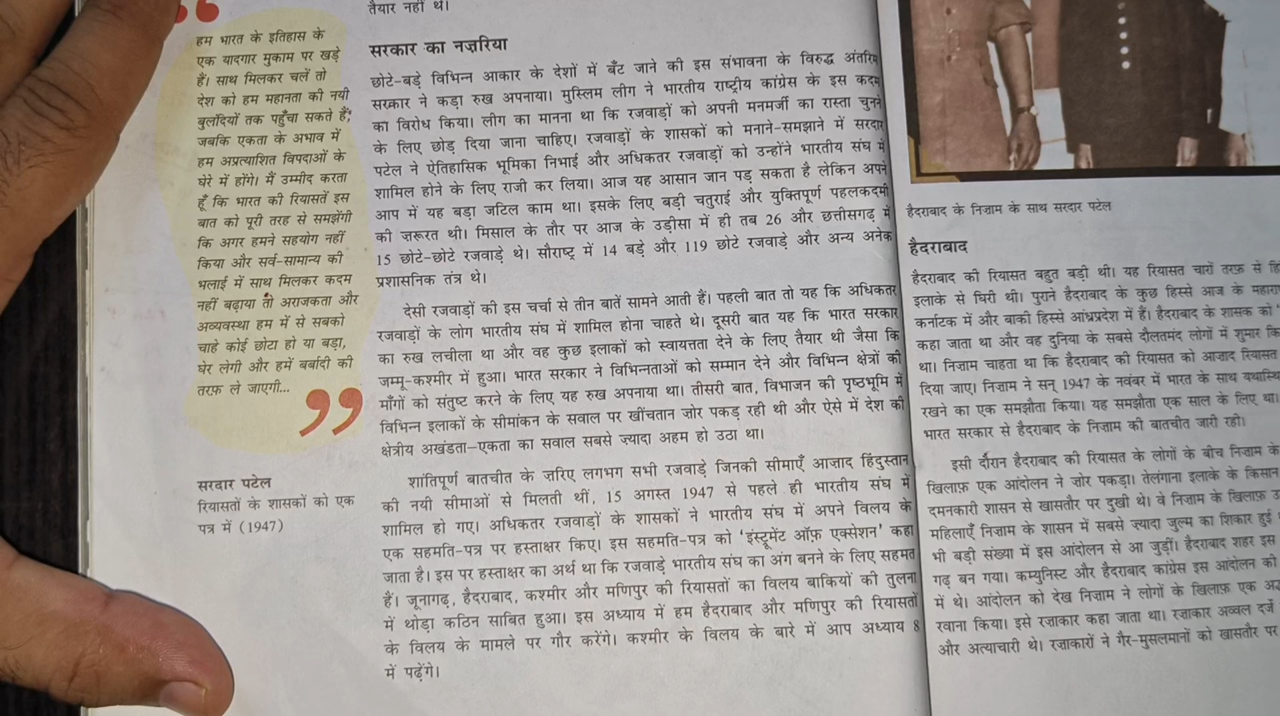 तैयार नहीं थे।
हम भारत के इतिहास के
एक यादगार मुकाम पर खड़े
हैं। साथ मिलकर चलें तो
देश को हम महानता की नयी
बुलंदियों तक पहुँचा सकते हैं;
जबकि एकता के अभाव में
हम अप्रत्याशित विपदाओं के
घेरे में होंगे। मैं उम्मीद करता
हूँ कि भारत की रियासतें इस
बात को पूरी तरह से समझेंगी
कि अगर हमने सहयोग नहीं
किया और सर्व-सामान्य की
भलाई में साथ मिलकर कदम
नहीं बढ़ाया तो अराजकता और
अव्यवस्था हम में से सबको
चाहे कोई छोटा हो या बड़ा,
घेर लेगी और हमें बर्बादी की
तरफ़ ले जाएगी...
सरदार पटेल
रियासतों के शासकों को एक
पत्र में (1947)
सरकार का नज़रिया
छोटे-बड़े विभिन्न आकार के देशों में बँट जाने की इस संभावना के विरुद्ध अंतरिम
सरकार ने कड़ा रुख अपनाया। मुस्लिम लीग ने भारतीय राष्ट्रीय कांग्रेस के इस कदम
का विरोध किया। लीग का मानना था कि रजवाड़ों को अपनी मनमर्जी का रास्ता चुनने
के लिए छोड़ दिया जाना चाहिए। रजवाड़ों के शासकों को मनाने-समझाने में सरदार
पटेल ने ऐतिहासिक भूमिका निभाई और अधिकतर रजवाड़ों को उन्होंने भारतीय संघ में
शामिल होने के लिए राजी कर लिया। आज यह आसान जान पड़ सकता है लेकिन अपने
आप में यह बड़ा जटिल काम था। इसके लिए बड़ी चतुराई और युक्तिपूर्ण पहलकदमी
की ज़रूरत थी। मिसाल के तौर पर आज के उड़ीसा में ही तब 26 और छत्तीसगढ़ में
15 छोटे-छोटे रजवाड़े थे। सौराष्ट्र में 14 बड़े और 119 छोटे रजवाड़े और अन्य अनेक
प्रशासनिक तंत्र थे।
देसी रजवाड़ों की इस चर्चा से तीन बातें सामने आती हैं। पहली बात तो यह कि अधिकतर
रजवाड़ों के लोग भारतीय संघ में शामिल होना चाहते थे। दूसरी बात यह कि भारत सरकार
का रुख लचीला था और वह कुछ इलाकों को स्वायत्तता देने के लिए तैयार थी जैसा कि
जम्मू-कश्मीर में हुआ। भारत सरकार ने विभिन्नताओं को सम्मान देने और विभिन्न क्षेत्रों की
माँगों को संतुष्ट करने के लिए यह रुख अपनाया था। तीसरी बात, विभाजन की पृष्ठभूमि में
विभिन्न इलाकों के सीमांकन के सवाल पर खींचतान ज़ोर पकड़ रही थी और ऐसे में देश की
क्षेत्रीय अखंडता-एकता का सवाल सबसे ज्यादा अहम हो उठा था।
शांतिपूर्ण बातचीत के ज़रिए लगभग सभी रजवाड़े जिनकी सीमाएँ आज़ाद हिंदुस्तान
की नयी सीमाओं से मिलती थीं, 15 अगस्त 1947 से पहले ही भारतीय संघ में
शामिल हो गए। अधिकतर रजवाड़ों के शासकों ने भारतीय संघ में अपने विलय के
एक सहमति-पत्र पर हस्ताक्षर किए। इस सहमति-पत्र को 'इंस्ट्रूमेंट ऑफ़ एक्सेशन' कहा
जाता है। इस पर हस्ताक्षर का अर्थ था कि रजवाड़े भारतीय संघ का अंग बनने के लिए सहमत
हैं। जूनागढ़, हैदराबाद, कश्मीर और मणिपुर की रियासतों का विलय बाकियों की तुलना
में थोड़ा कठिन साबित हुआ। इस अध्याय में हम हैदराबाद और मणिपुर की रियासतों
के विलय के मामले पर गौर करेंगे। कश्मीर के विलय के बारे में आप अध्याय 8
में पढ़ेंगे।
हैदराबाद के निज़ाम के साथ सरदार पटेल
हैदराबाद
हैदराबाद की रियासत बहुत बड़ी थी। यह रियासत चारों तरफ़ से
इलाके से घिरी थी। पुराने हैदराबाद के कुछ हिस्से आज के
कर्नाटक में और बाकी हिस्से आंध्रप्रदेश में हैं। हैदराबाद के शासक को
कहा जाता था और वह दुनिया के सबसे दौलतमंद लोगों में शुमार
था। निज़ाम चाहता था कि हैदराबाद की रियासत को आज़ाद रियासत
दिया जाए। निज़ाम ने सन् 1947 के नवंबर में भारत के साथ
रखने का एक समझौता किया। यह समझौता एक साल के लिए था।
भारत सरकार से हैदराबाद के निज़ाम की बातचीत जारी रही।
इसी दौरान हैदराबाद की रियासत के लोगों के बीच निज़ाम के
ख़िलाफ़ एक आंदोलन ने ज़ोर पकड़ा। तेलंगाना इलाके के किसान
दमनकारी शासन से खासतौर पर दुखी थे। वे निज़ाम के खिलाफ़
महिलाएँ निज़ाम के शासन में सबसे ज्यादा ज़ुल्म का शिकार हुई
भी बड़ी संख्या में इस आंदोलन से आ जुड़ीं। हैदराबाद शहर इस
गढ़ बन गया। कम्युनिस्ट और हैदराबाद कांग्रेस इस आंदोलन की
में थे। आंदोलन को देख निज़ाम ने लोगों के खिलाफ़ एक
रवाना किया। इसे रज़ाकार कहा जाता था। रज़ाकार अव्वल दर्जे
और अत्याचारी थे। रज़ाकारों ने गैर-मुसलमानों को खासतौर पर